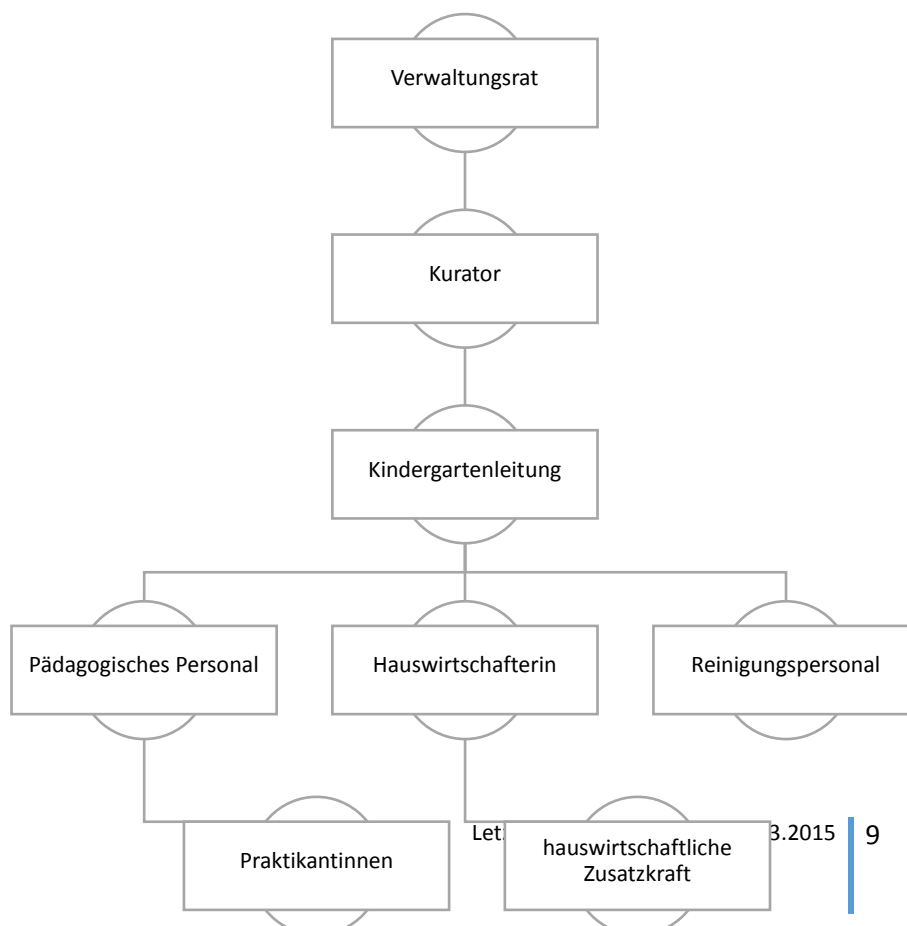 Verwaltungsrat
Kurator
Kindergartenleitung
Pädagogisches Personal
Hauswirtschafterin
Reinigungspersonal
Praktikantinnen
hauswirtschaftliche
Zusatzkraft
3.2015
9